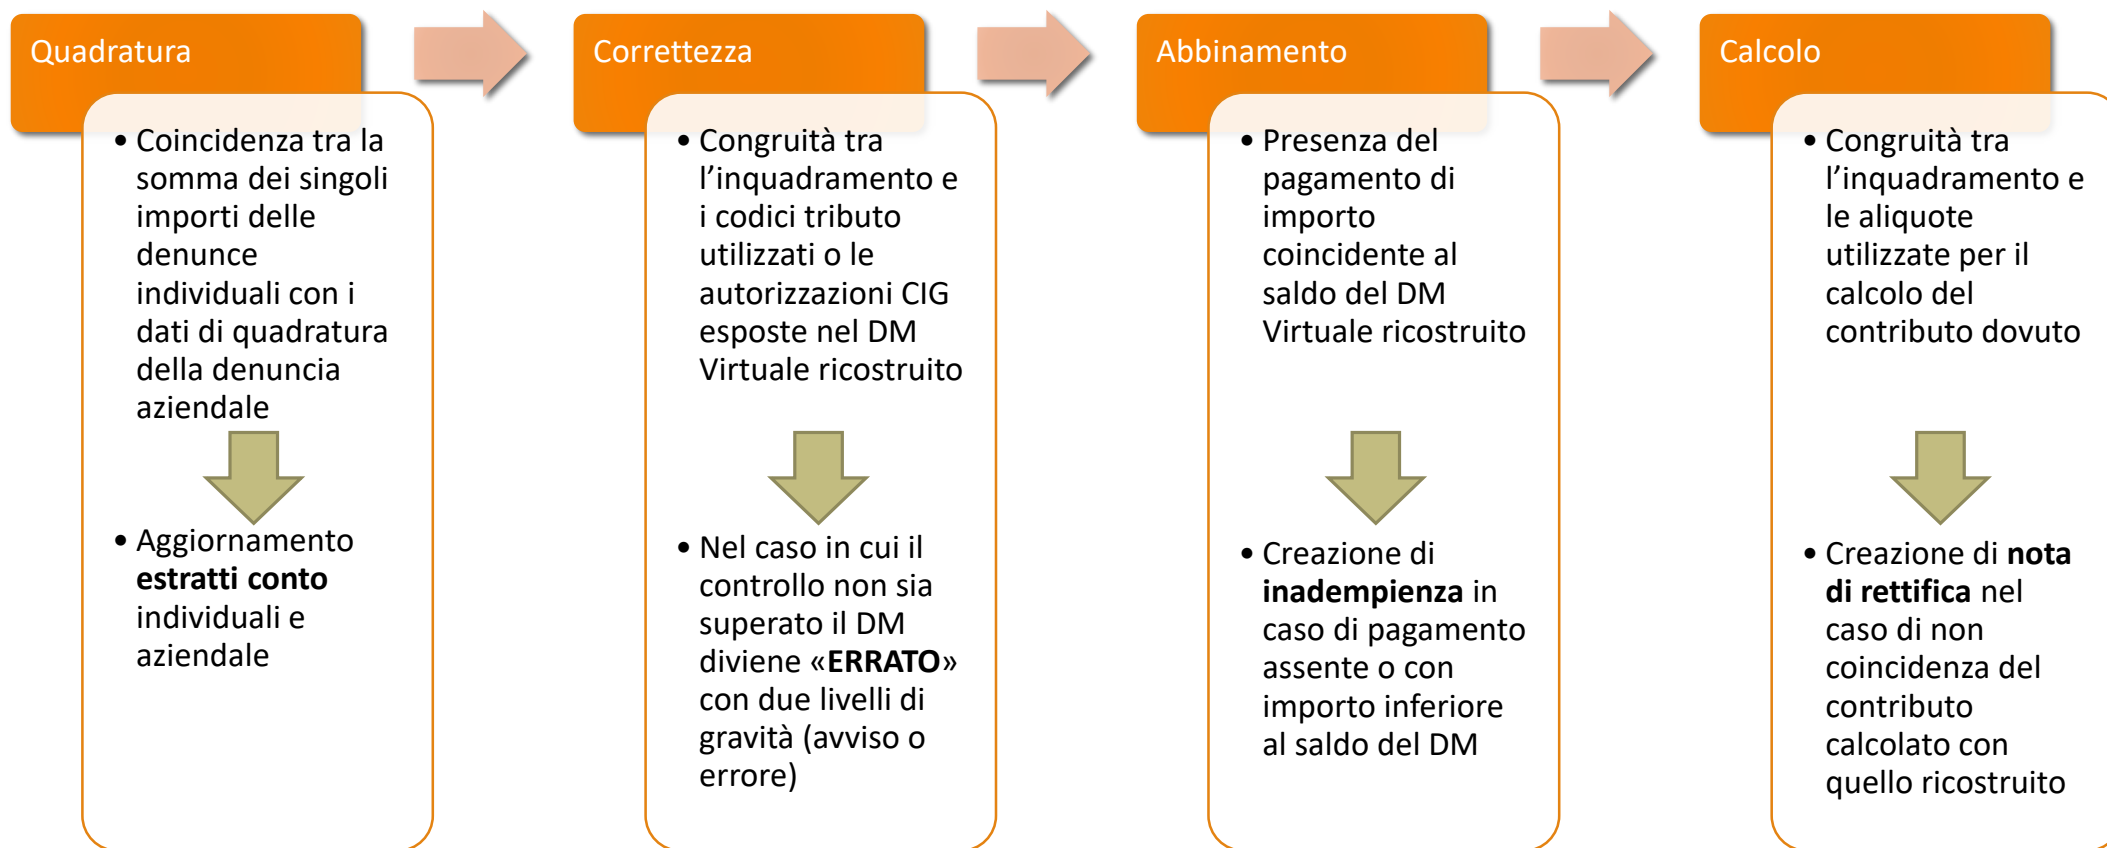 Quadratura
• Coincidenza tra la
somma dei singoli
importi delle
denunce
individuali con i
dati di quadratura
della denuncia
aziendale
• Aggiornamento
estratti conto
individuali e
aziendale
Correttezza
• Congruità tra
l’inquadramento e
i codici tributo
utilizzati o le
autorizzazioni CIG
esposte nel DM
Virtuale ricostruito
• Nel caso in cui il
controllo non sia
superato il DM
diviene «ERRATO»
con due livelli di
gravità (avviso o
errore)
Abbinamento
• Presenza del
pagamento di
importo
coincidente al
saldo del DM
Virtuale ricostruito
• Creazione di
inadempienza in
caso di pagamento
assente o con
importo inferiore
al saldo del DM
Calcolo
• Congruità tra
l’inquadramento e
le aliquote
utilizzate per il
calcolo del
contributo dovuto
• Creazione di nota
di rettifica nel
caso di non
coincidenza del
contributo
calcolato con
quello ricostruito